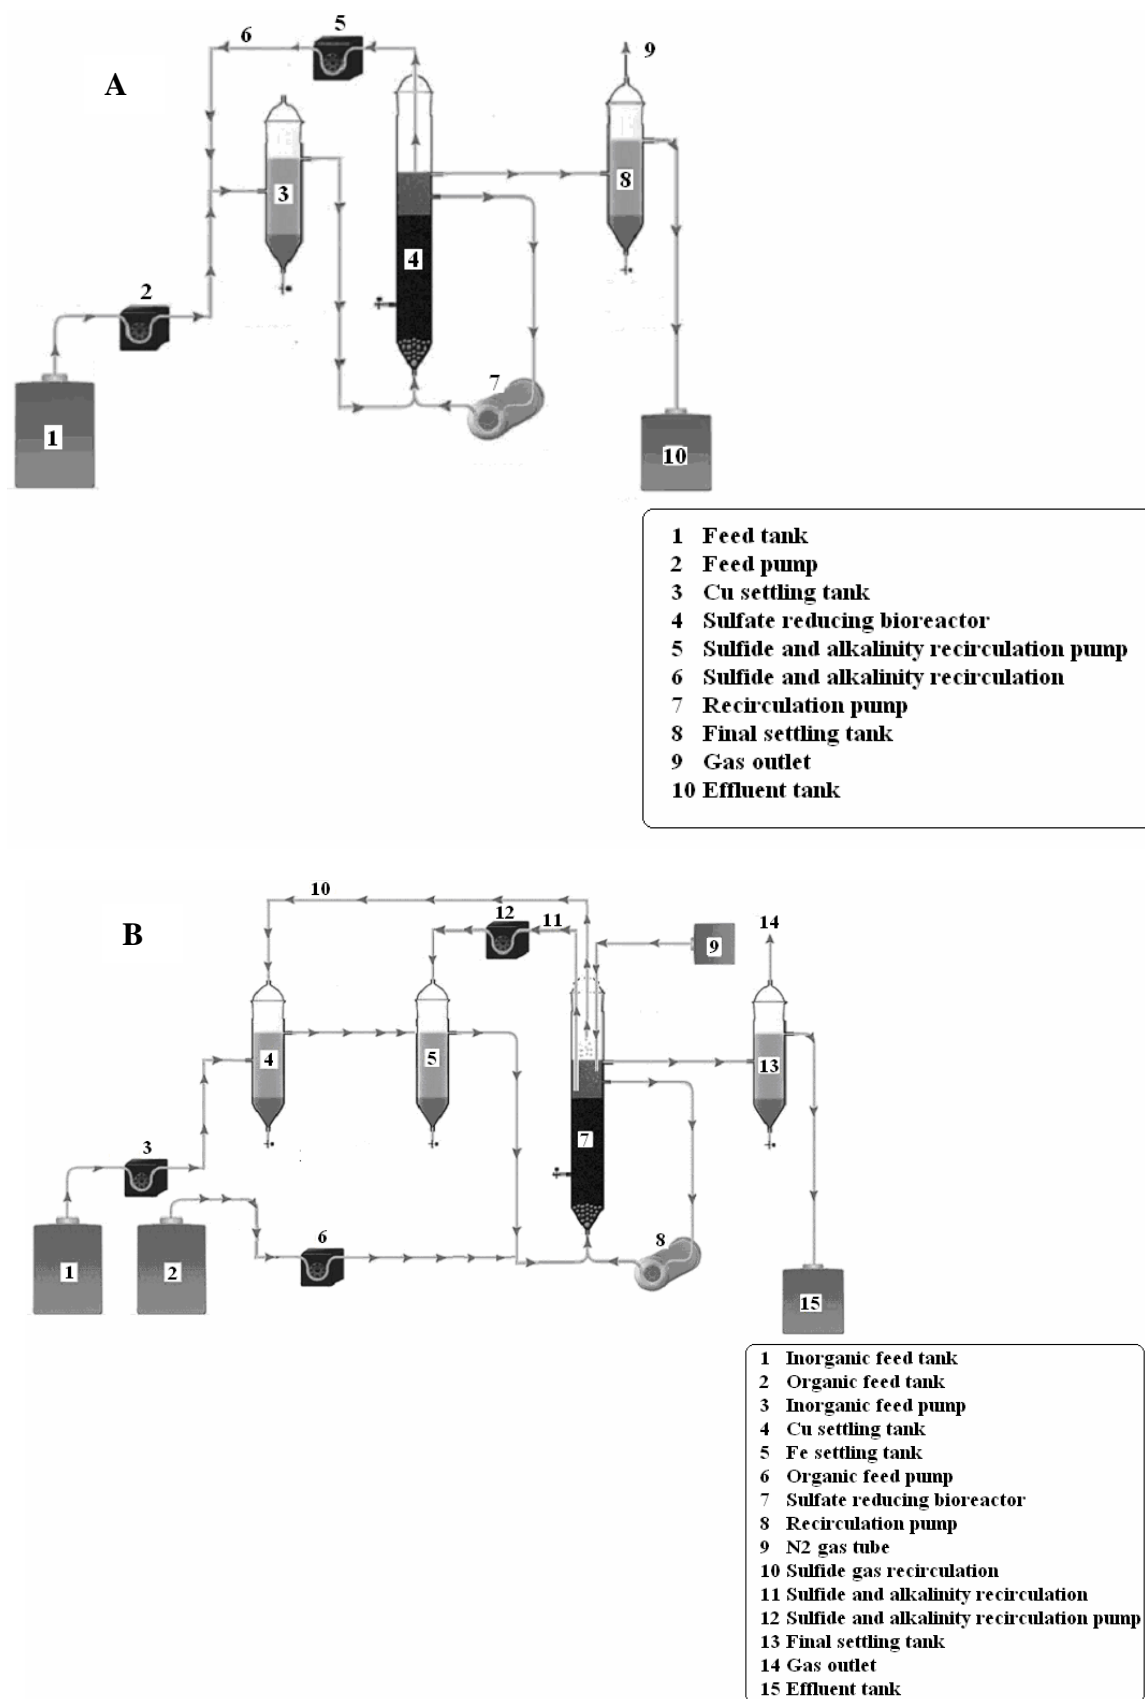 A
6
5
9
3
8
4
2
7
1
10
1 Feed tank
2 Feed pump
3 Cu settling tank
4 Sulfate reducing bioreactor
5 Sulfide and alkalinity recirculation pump
6 Sulfide and alkalinity recirculation
7 Recirculation pump
8 Final settling tank
9 Gas outlet
10 Effluent tank
B
10
12
11
9
14
4
5
13
7
3
6
8
1
2
15
1 Inorganic feed tank
2 Organic feed tank
3 Inorganic feed pump
4 Cu settling tank
5 Fe settling tank
6 Organic feed pump
7 Sulfate reducing bioreactor
8 Recirculation pump
9 N2 gas tube
10 Sulfide gas recirculation
11 Sulfide and alkalinity recirculation
12 Sulfide and alkalinity recirculation pump
13 Final settling tank
14 Gas outlet
15 Effluent tank